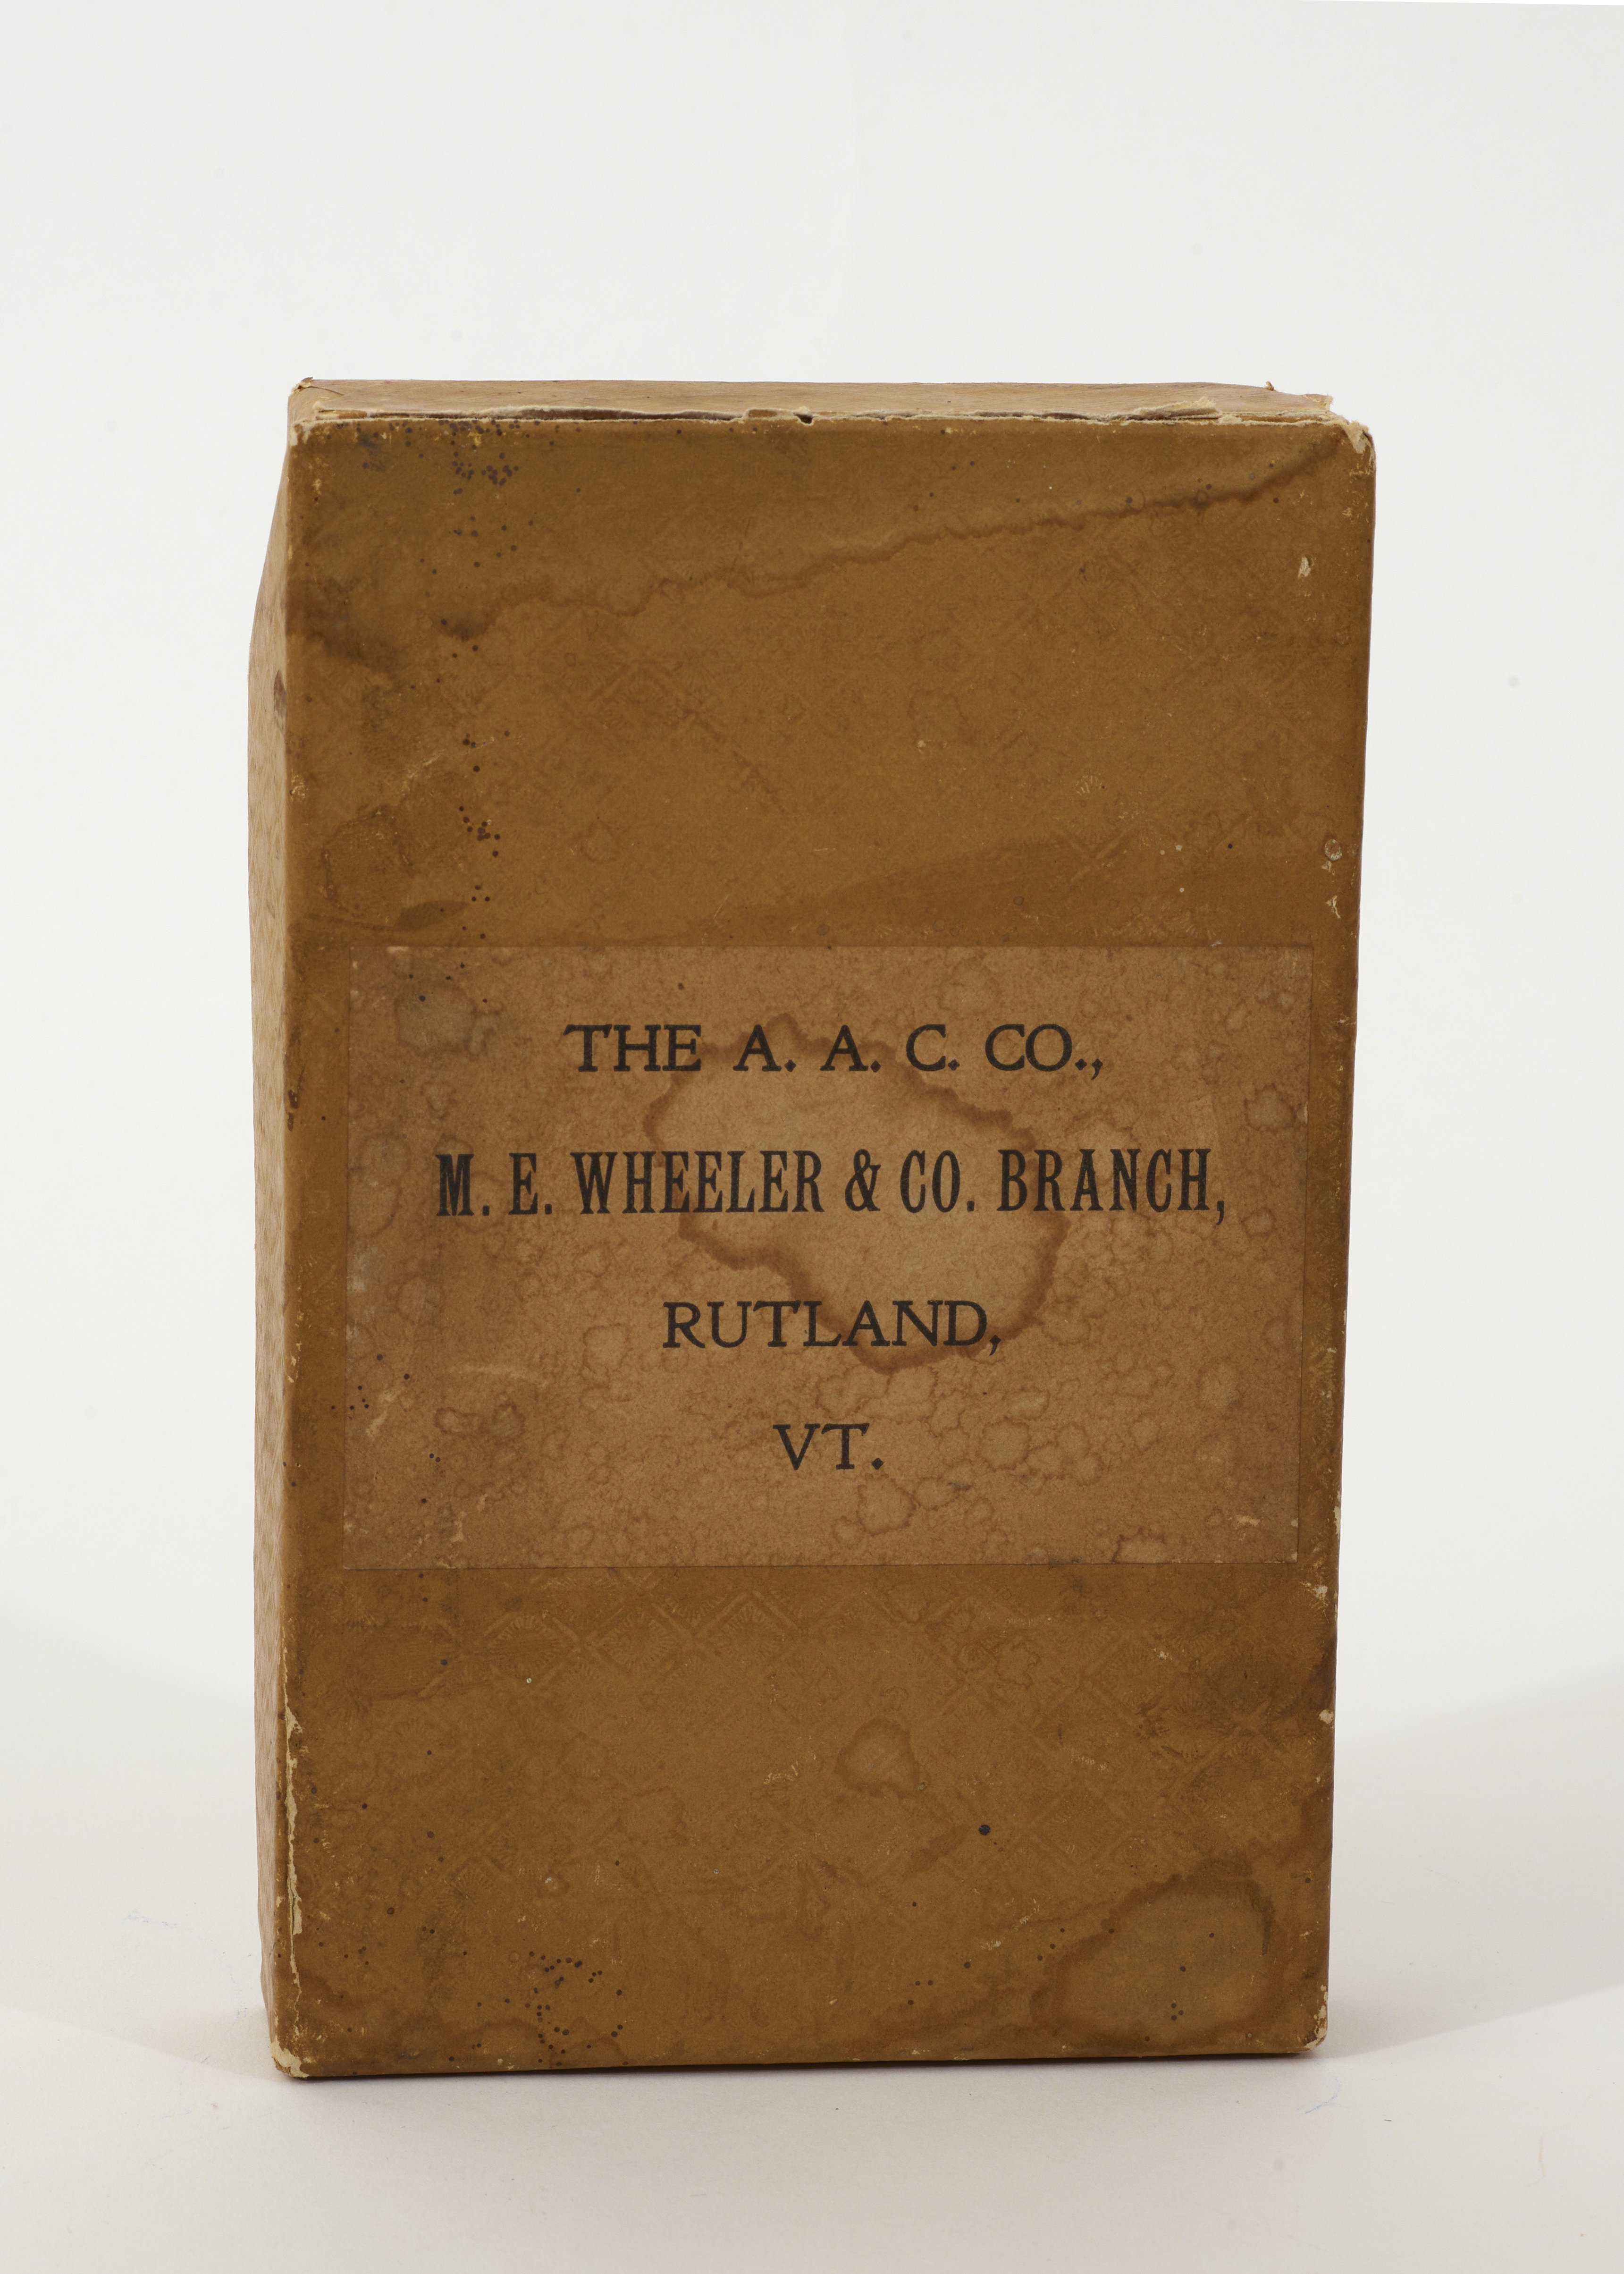 THE A. A. C. CO.,
M. E. WHEELER & CO. BRANCH,
RUTLAND,
VT.